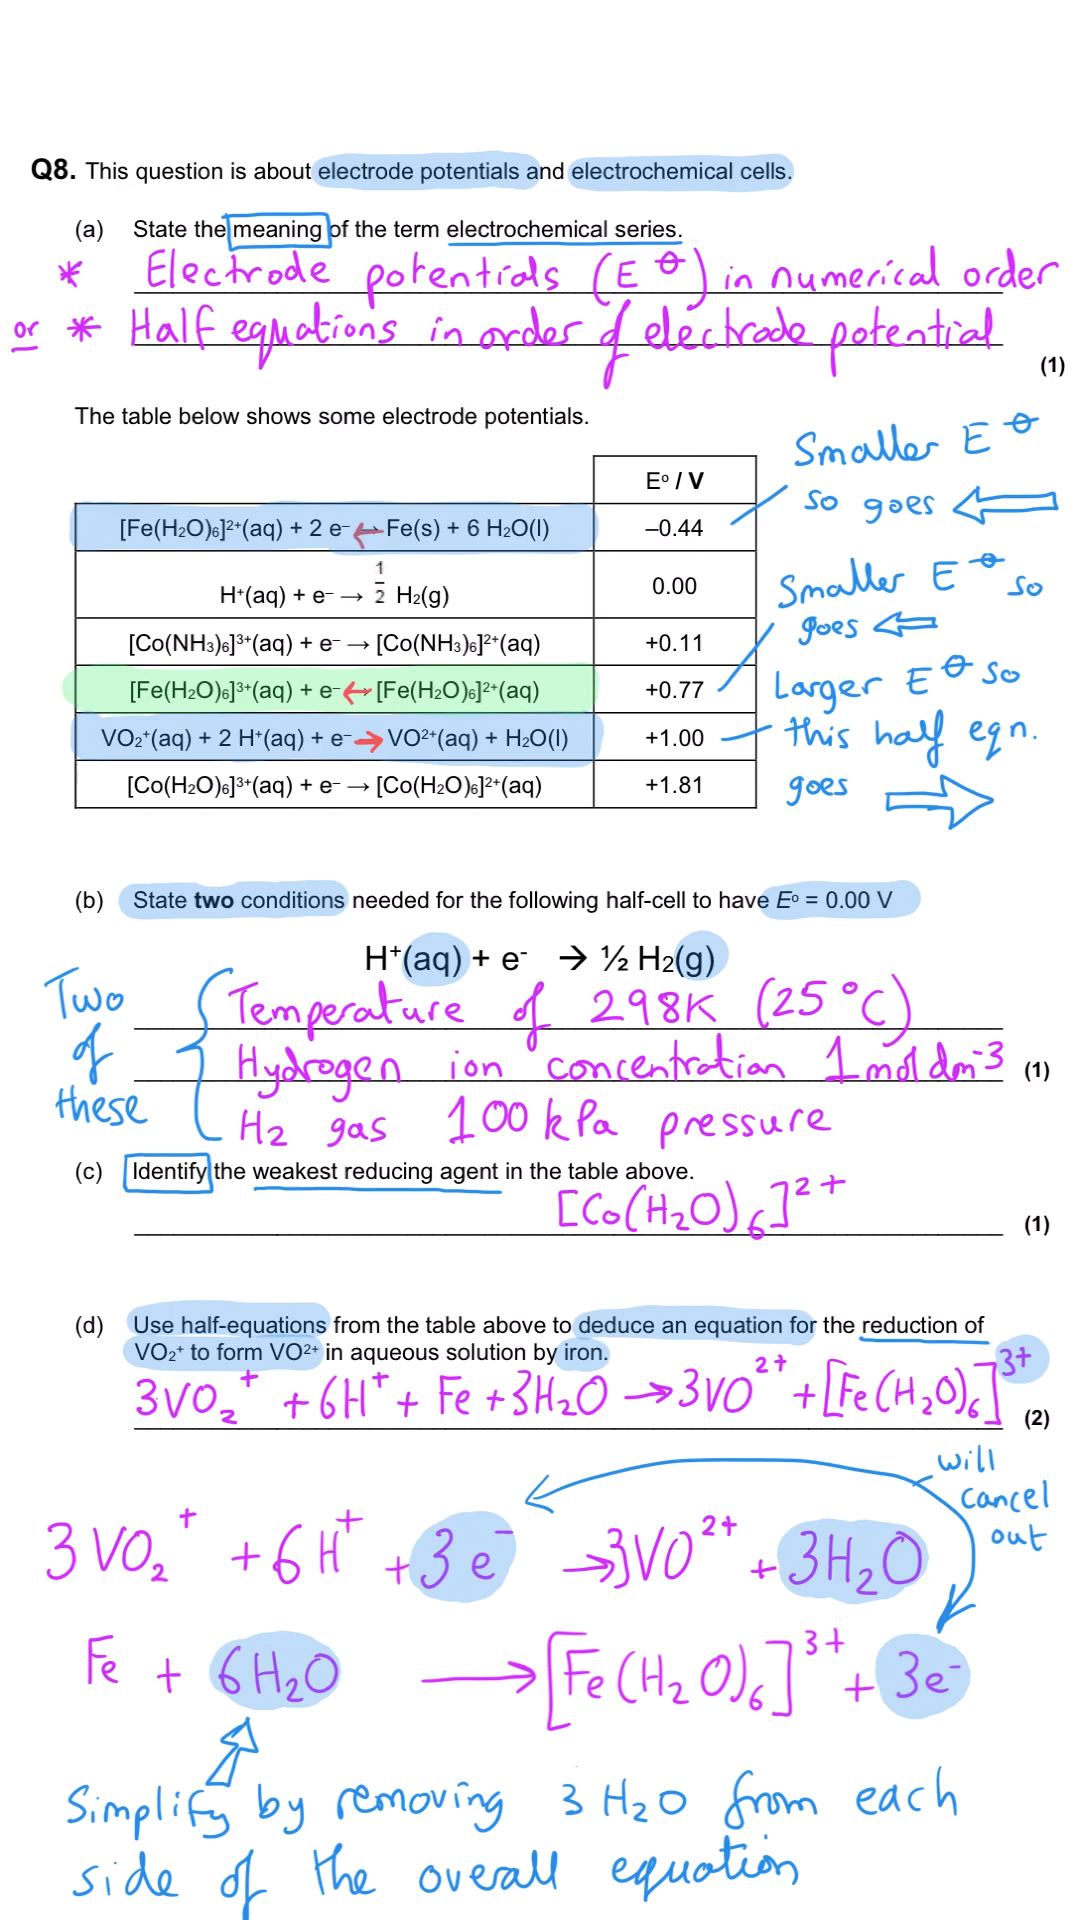 Q8. This question is about electrode potentials and electrochemical cells.
(a) State the meaning of the term electrochemical series.
* Electrode potentials (E ⦵) in numerical order
or * Half equations in order of electrode potential
(1)
The table below shows some electrode potentials.
Smaller E ⦵
so goes ⇐
E° / V
[Fe(H₂O)₆]²⁺(aq) + 2 e⁻ ← Fe(s) + 6 H₂O(l) –0.44
H⁺(aq) + e⁻ → 1/2 H₂(g) 0.00
Smaller E ⦵ so
goes ⇐
[Co(NH₃)₆]³⁺(aq) + e⁻ → [Co(NH₃)₆]²⁺(aq) +0.11
[Fe(H₂O)₆]³⁺(aq) + e⁻ ← [Fe(H₂O)₆]²⁺(aq) +0.77
Larger E ⦵ so
this half eqn.
goes ⇒
VO₂⁺(aq) + 2 H⁺(aq) + e⁻ → VO²⁺(aq) + H₂O(l) +1.00
[Co(H₂O)₆]³⁺(aq) + e⁻ → [Co(H₂O)₆]²⁺(aq) +1.81
(b) State two conditions needed for the following half-cell to have E° = 0.00 V
H⁺(aq) + e⁻ → ½ H₂(g)
Two
of
these
Temperature of 298K (25 °C)
Hydrogen ion concentration 1 mol dm⁻³ (1)
H₂ gas 100 kPa pressure
(c) Identify the weakest reducing agent in the table above.
[Co(H₂O)₆]²⁺
(1)
(d) Use half-equations from the table above to deduce an equation for the reduction of
VO₂⁺ to form VO²⁺ in aqueous solution by iron.
3VO₂⁺ + 6H⁺ + Fe + 3H₂O → 3VO²⁺ + [Fe(H₂O)₆]³⁺
(2)
will
cancel
out
3VO₂⁺ + 6H⁺ + 3e⁻ → 3VO²⁺ + 3H₂O
Fe + 6H₂O → [Fe(H₂O)₆]³⁺ + 3e⁻
Simplify by removing 3 H₂O from each
side of the overall equation